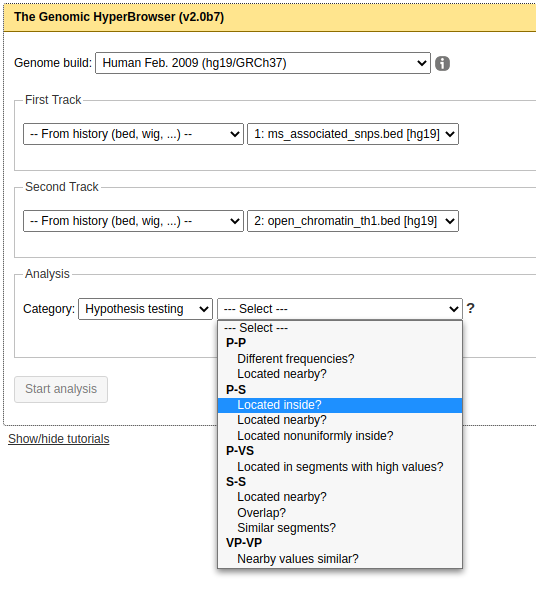 The Genomic HyperBrowser (v2.0b7)
Genome build: Human Feb. 2009 (hg19/GRCh37)
First Track
-- From history (bed, wig, ...) -- 1: ms_associated_snps.bed [hg19]
Second Track
-- From history (bed, wig, ...) -- 2: open_chromatin_th1.bed [hg19]
Analysis
Category: Hypothesis testing --- Select --- ?
--- Select ---
P-P
Different frequencies?
Located nearby?
P-S
Located inside?
Located nearby?
Located nonuniformly inside?
P-VS
Located in segments with high values?
S-S
Located nearby?
Overlap?
Similar segments?
VP-VP
Nearby values similar?
Start analysis
Show/hide tutorials